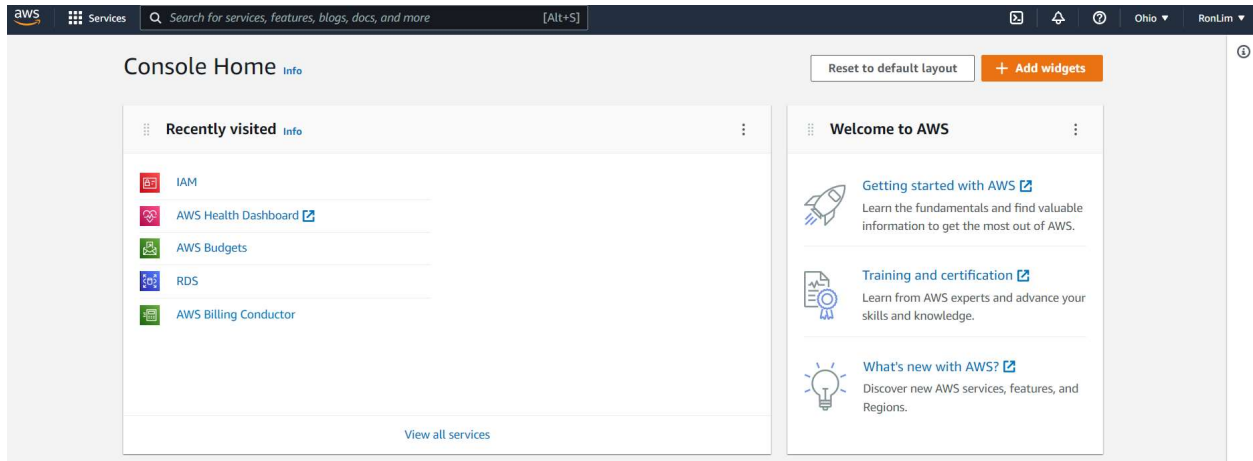 aws Services Search for services, features, blogs, docs, and more [Alt+S] Ohio ▼ RonLim ▼
Console Home Info
Reset to default layout
+ Add widgets
Recently visited Info
IAM
AWS Health Dashboard
AWS Budgets
RDS
AWS Billing Conductor
View all services
Welcome to AWS
Getting started with AWS
Learn the fundamentals and find valuable
information to get the most out of AWS.
Training and certification
Learn from AWS experts and advance your
skills and knowledge.
What's new with AWS?
Discover new AWS services, features, and
Regions.